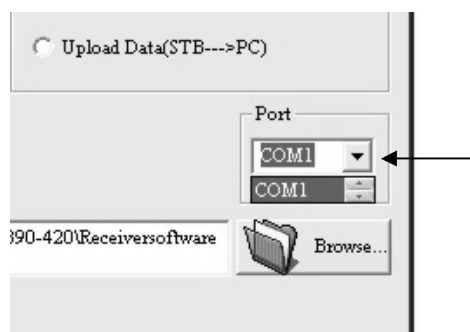 Upload Data(STB--->PC)
Port
COM1
COM1
390-420\Receiversoftware
Browse...